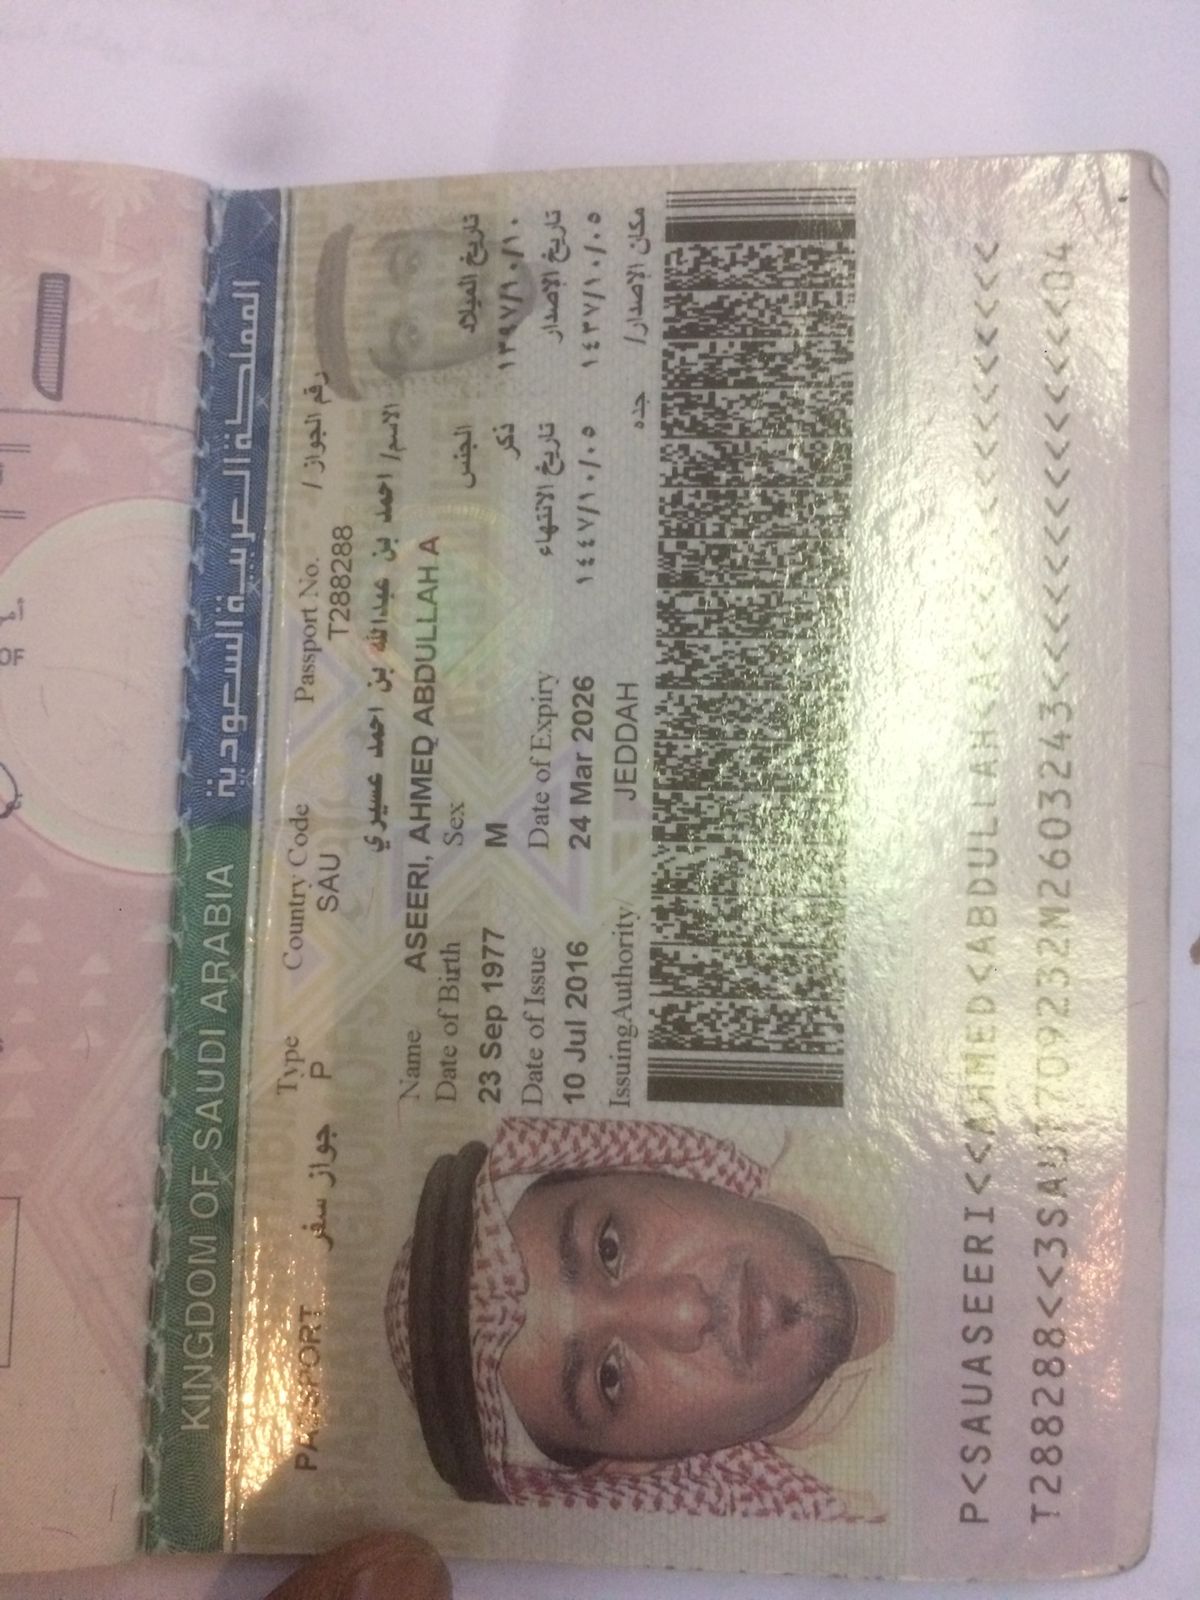 OF
KINGDOM OF SAUDI ARABIA المملكة العربية السعودية
PASSPORT جواز سفر Type Country Code Passport No. رقم الجواز /
P SAU T288288
الاسم/ احمد بن عبدالله بن احمد عسيري
Name ASEERI, AHMED ABDULLAH A
Date of Birth Sex الجنس تاريخ الميلاد
23 Sep 1977 M ذكر ١٣٩٧/١٠/١٠
Date of Issue Date of Expiry تاريخ الانتهاء تاريخ الإصدار
10 Jul 2016 24 Mar 2026 ١٤٤٧/١٠/٠٥ ١٤٣٧/١٠/٠٥
IssuingAuthority JEDDAH جده مكان الإصدار/
P<SAUASEERI<<AHMED<ABDULLAH<A<<<<<<<<<<<<<<<
T288288<<3SAU7709232M2603243<<<<<<<<<<<<<<04